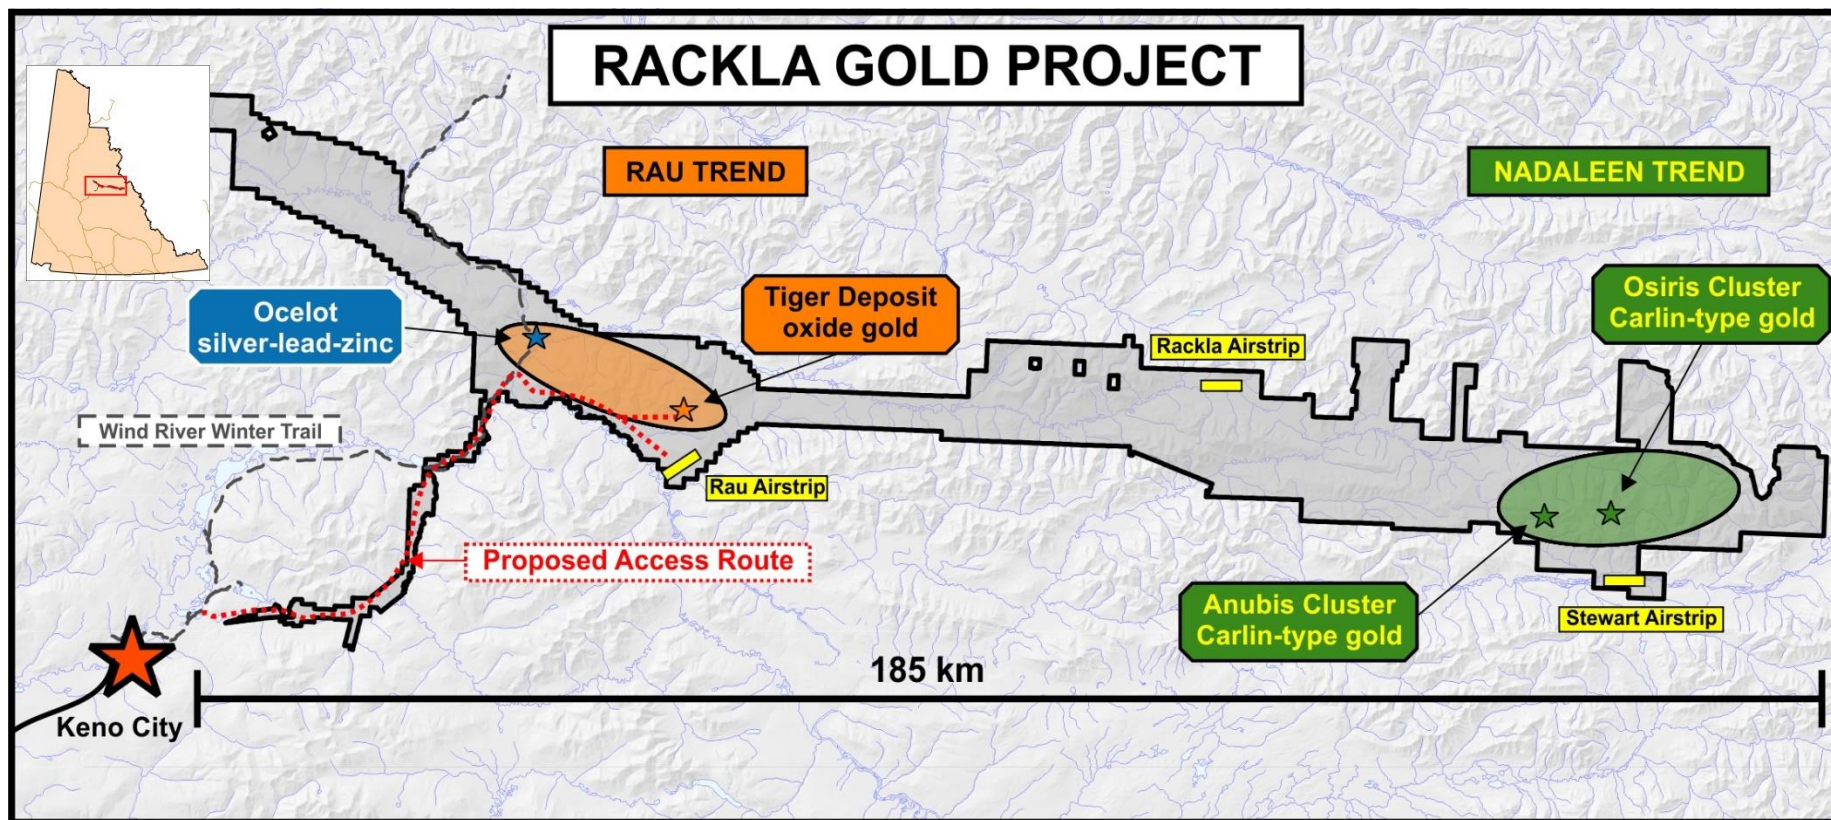 RACKLA GOLD PROJECT
RAU TREND
NADALEEN TREND
Ocelot
silver-lead-zinc
Tiger Deposit
oxide gold
Osiris Cluster
Carlin-type gold
Rackla Airstrip
Wind River Winter Trail
Rau Airstrip
Proposed Access Route
Anubis Cluster
Carlin-type gold
Stewart Airstrip
185 km
Keno City